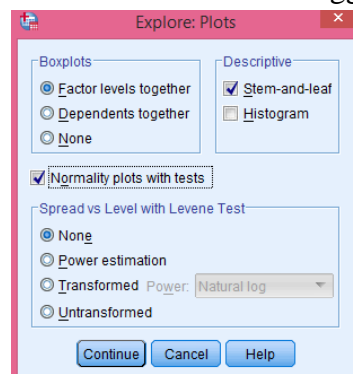 Explore: Plots
Boxplots
Factor levels together
Dependents together
None
Descriptive
Stem-and-leaf
Histogram
Normality plots with tests
Spread vs Level with Levene Test
None
Power estimation
Transformed Power: Natural log
Untransformed
Continue Cancel Help